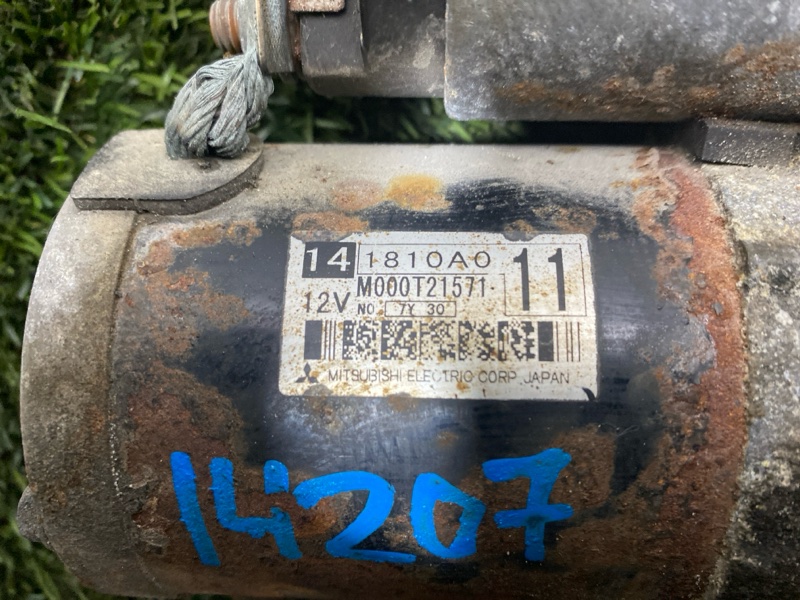 14 1810A0 11
M000T21571
12V NO 7Y 30
MITSUBISHI ELECTRIC CORP. JAPAN
14207